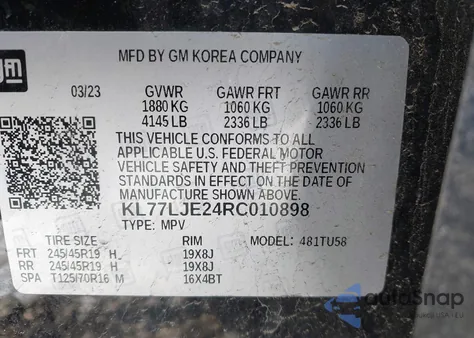 gm
MFD BY GM KOREA COMPANY
03/23 GVWR GAWR FRT GAWR RR
1880 KG 1060 KG 1060 KG
4145 LB 2336 LB 2336 LB
THIS VEHICLE CONFORMS TO ALL
APPLICABLE U.S. FEDERAL MOTOR
VEHICLE SAFETY AND THEFT PREVENTION
STANDARDS IN EFFECT ON THE DATE OF
MANUFACTURE SHOWN ABOVE.
KL77LJE24RC010898
TYPE: MPV
TIRE SIZE RIM MODEL: 481TU58
FRT 245/45R19 H 19X8J
RR 245/45R19 H 19X8J
SPA T125/70R16 M 16X4BT
autoSnap